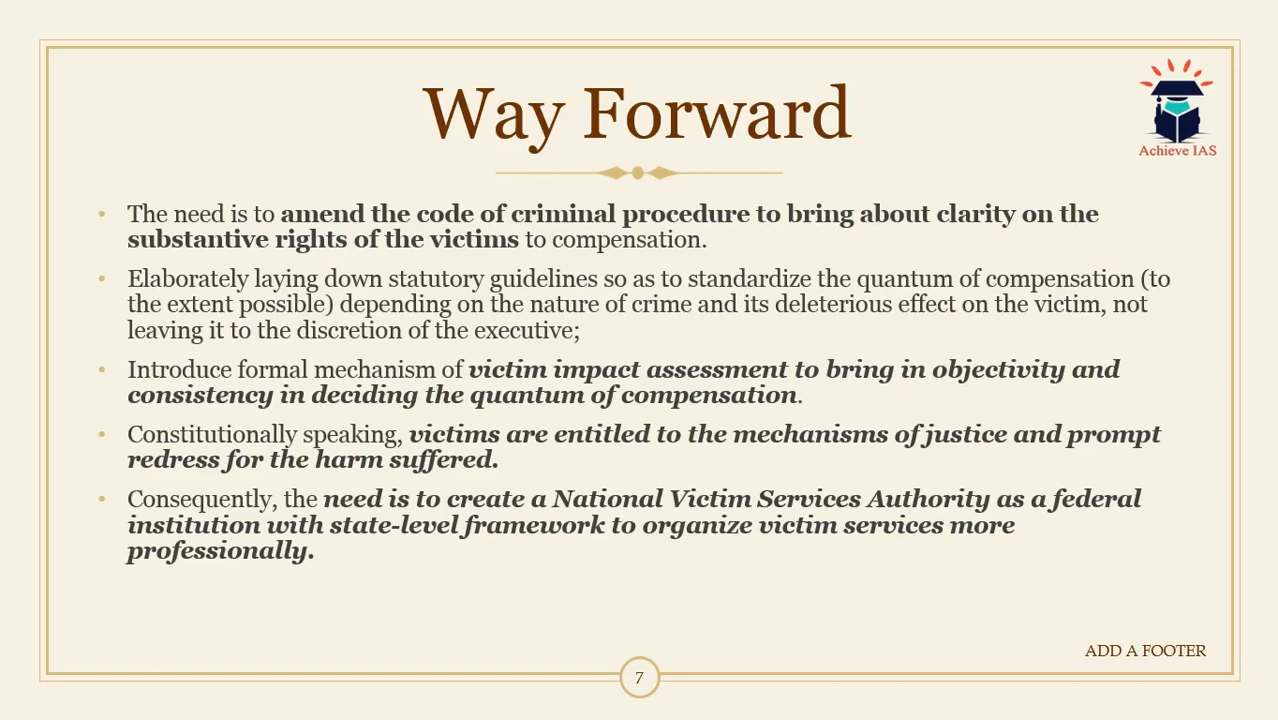 Way Forward
Achieve IAS
• The need is to amend the code of criminal procedure to bring about clarity on the
substantive rights of the victims to compensation.
• Elaborately laying down statutory guidelines so as to standardize the quantum of compensation (to
the extent possible) depending on the nature of crime and its deleterious effect on the victim, not
leaving it to the discretion of the executive;
• Introduce formal mechanism of victim impact assessment to bring in objectivity and
consistency in deciding the quantum of compensation.
• Constitutionally speaking, victims are entitled to the mechanisms of justice and prompt
redress for the harm suffered.
• Consequently, the need is to create a National Victim Services Authority as a federal
institution with state-level framework to organize victim services more
professionally.
ADD A FOOTER
7